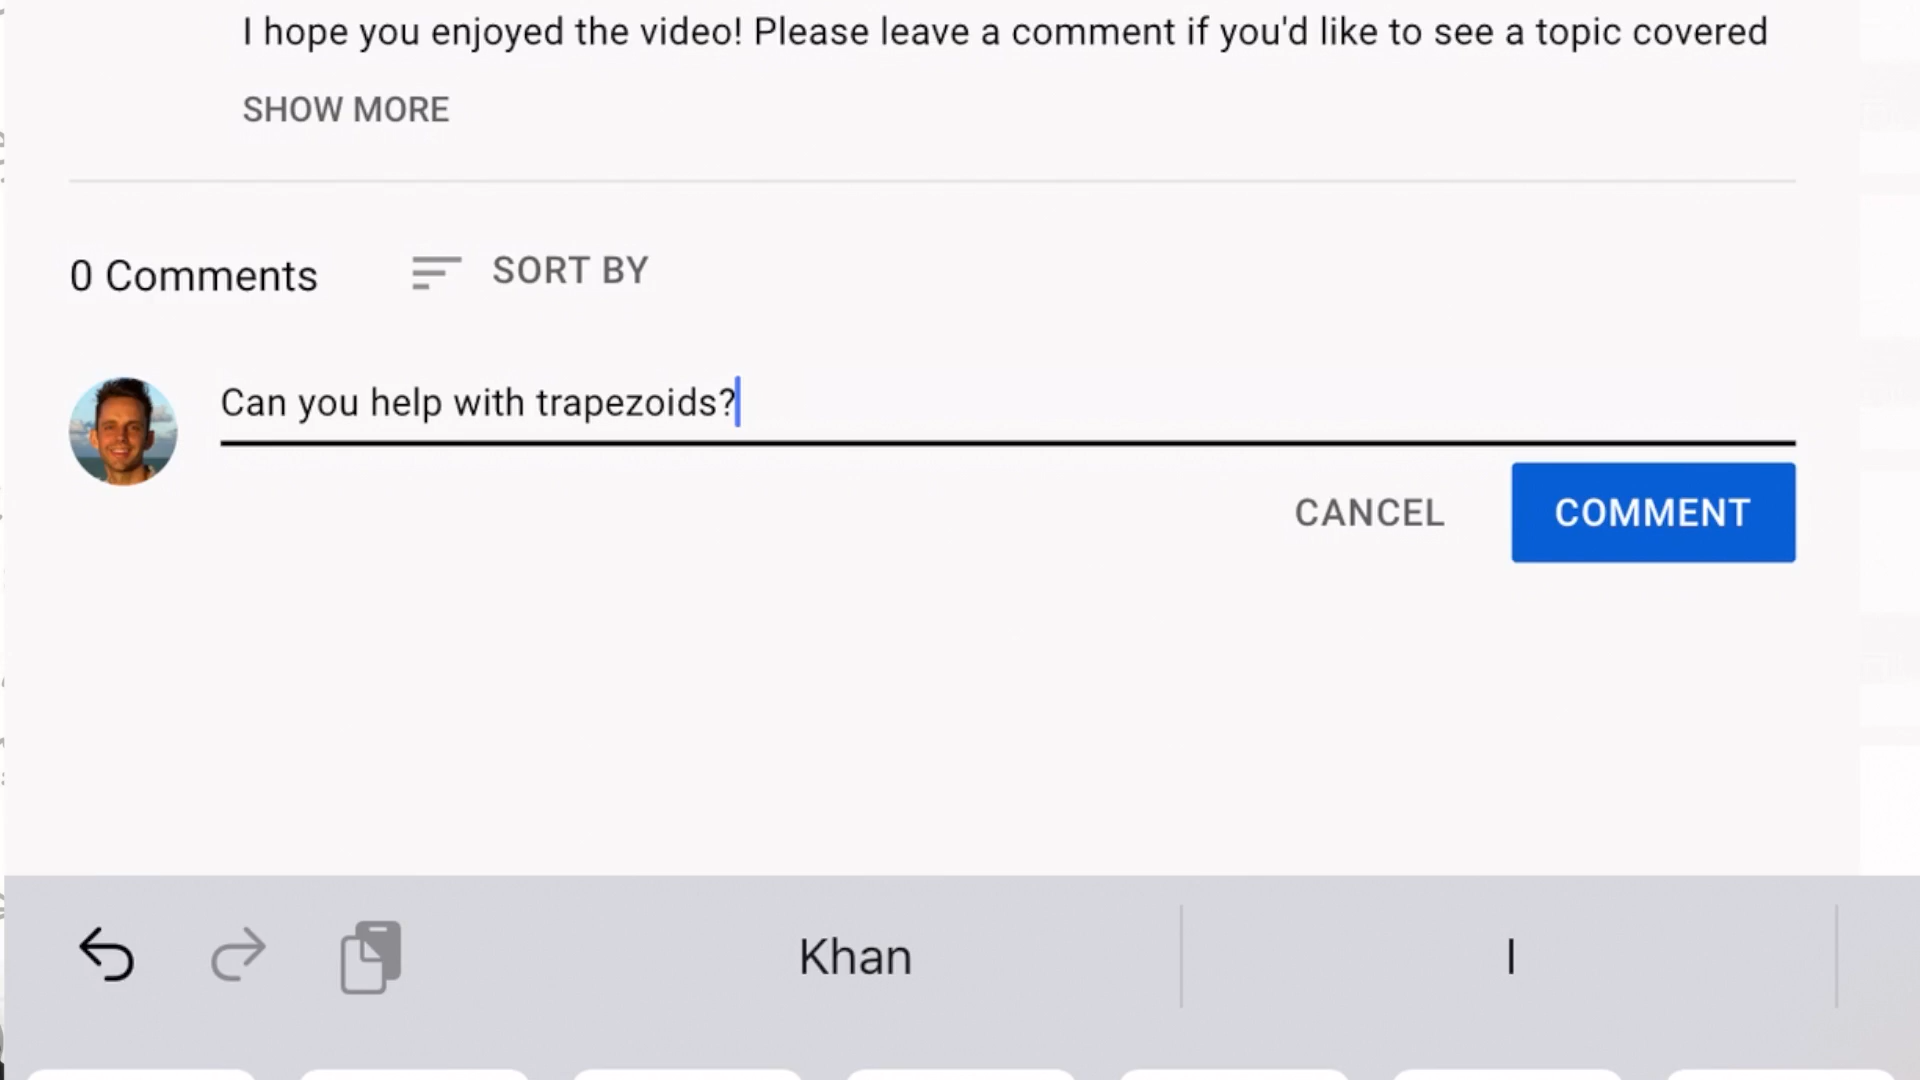 I hope you enjoyed the video! Please leave a comment if you'd like to see a topic covered
SHOW MORE
0 Comments
SORT BY
Can you help with trapezoids?
CANCEL
COMMENT
Khan
I